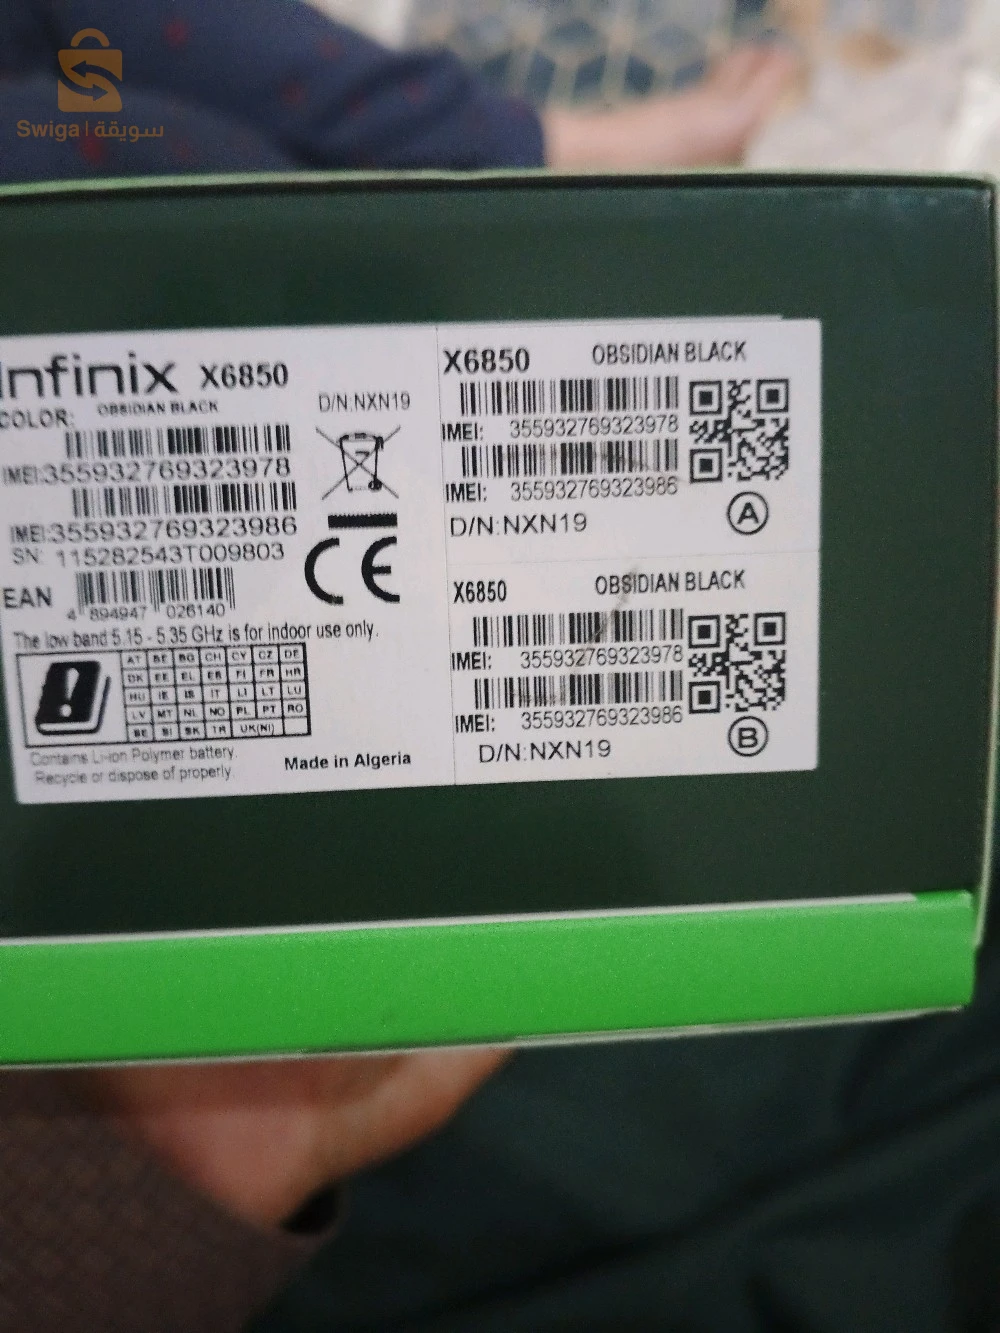 Swiga | سويقة
Infinix X6850
COLOR: OBSIDIAN BLACK
D/N:NXN19
IMEI:355932769323978
IMEI:355932769323986
SN: 115282543T009803
EAN 4 894947 026140
CE
The low band 5.15 - 5.35 GHz is for indoor use only.
AT BE BG CH CY CZ DE
DK EE EL ES FI FR HR
HU IE IS IT LI LT LU
LV MT NL NO PL PT RO
SE SI SK TR UK(NI)
Contains Li-ion Polymer battery.
Recycle or dispose of properly.
Made in Algeria
X6850 OBSIDIAN BLACK
IMEI: 355932769323978
IMEI: 355932769323986
D/N:NXN19
A
X6850 OBSIDIAN BLACK
IMEI: 355932769323978
IMEI: 355932769323986
D/N:NXN19
B